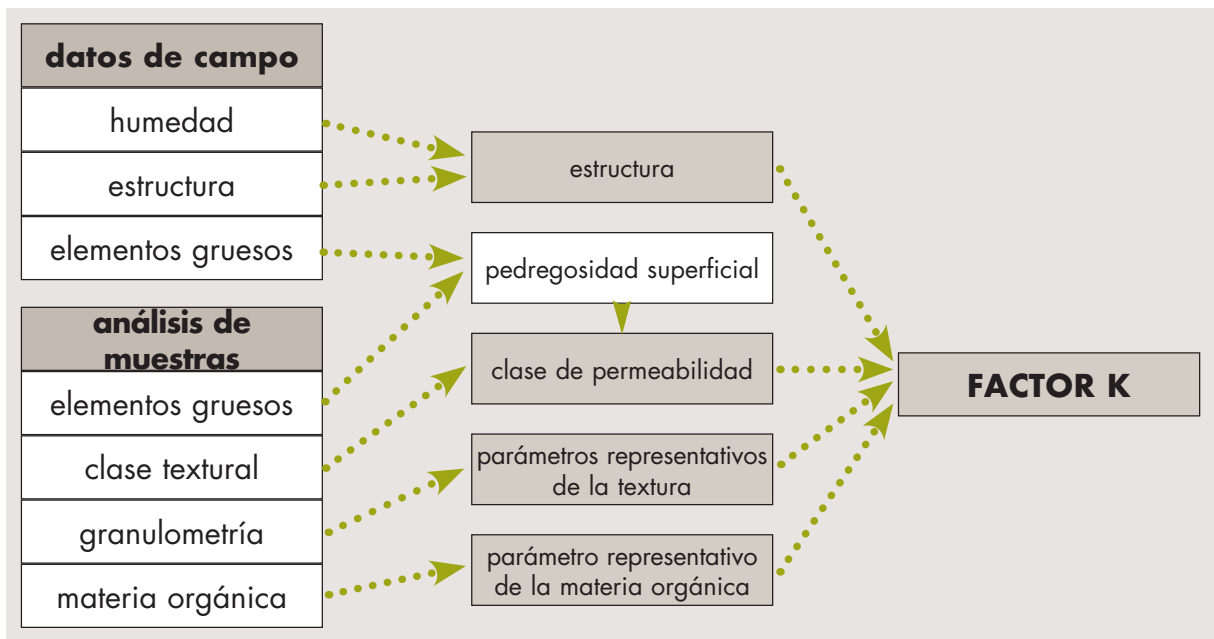 datos de campo
humedad
estructura
elementos gruesos
análisis de
muestras
elementos gruesos
clase textural
granulometría
materia orgánica
estructura
pedregosidad superficial
clase de permeabilidad
parámetros representativos
de la textura
parámetro representativo
de la materia orgánica
FACTOR K